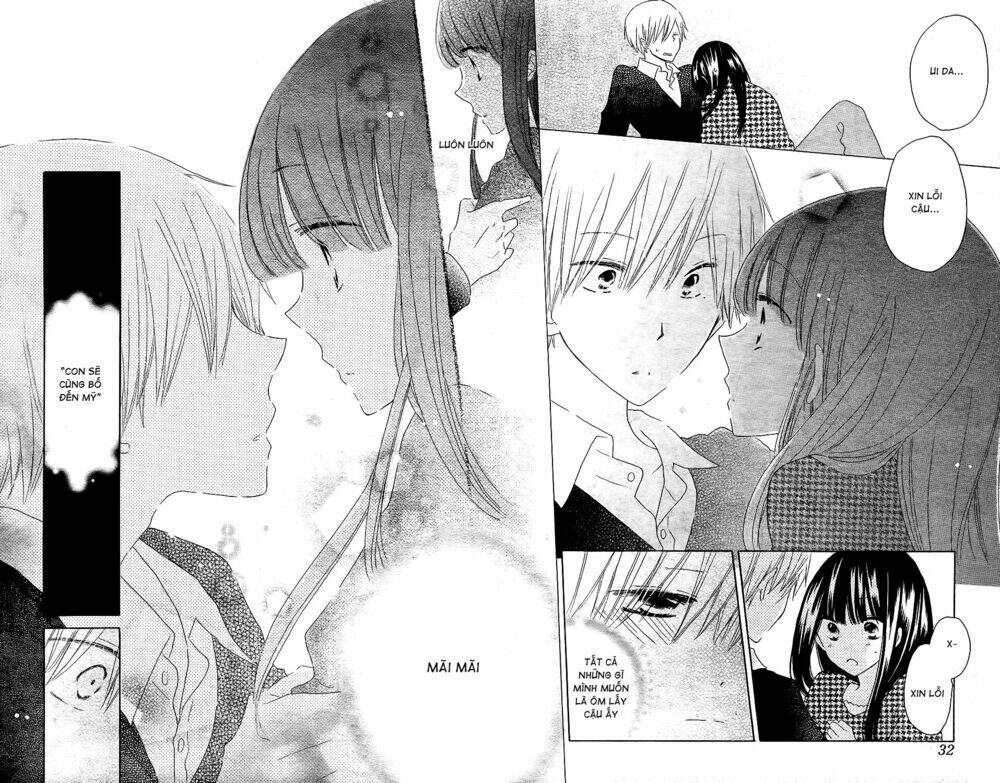 UI DA...
XIN LỖI
CẬU...
X-
XIN LỖI
TẤT CẢ
NHỮNG GÌ
MÌNH MUỐN
LÀ ÔM LẤY
CẬU ẤY
32
LUÔN LUÔN
MÃI MÃI
"CON SẼ
CÙNG BỐ
ĐẾN MỸ"